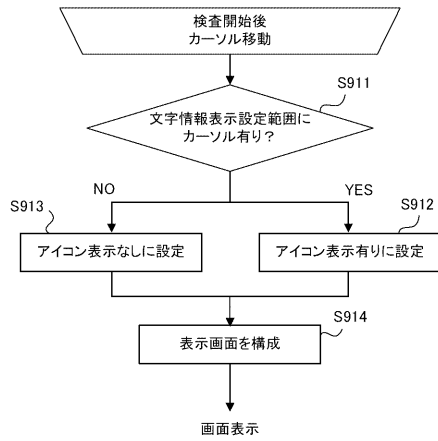 検査開始後
カーソル移動
S911
文字情報表示設定範囲に
カーソル有り？
NO
YES
S913
S912
アイコン表示なしに設定
アイコン表示有りに設定
S914
表示画面を構成
画面表示